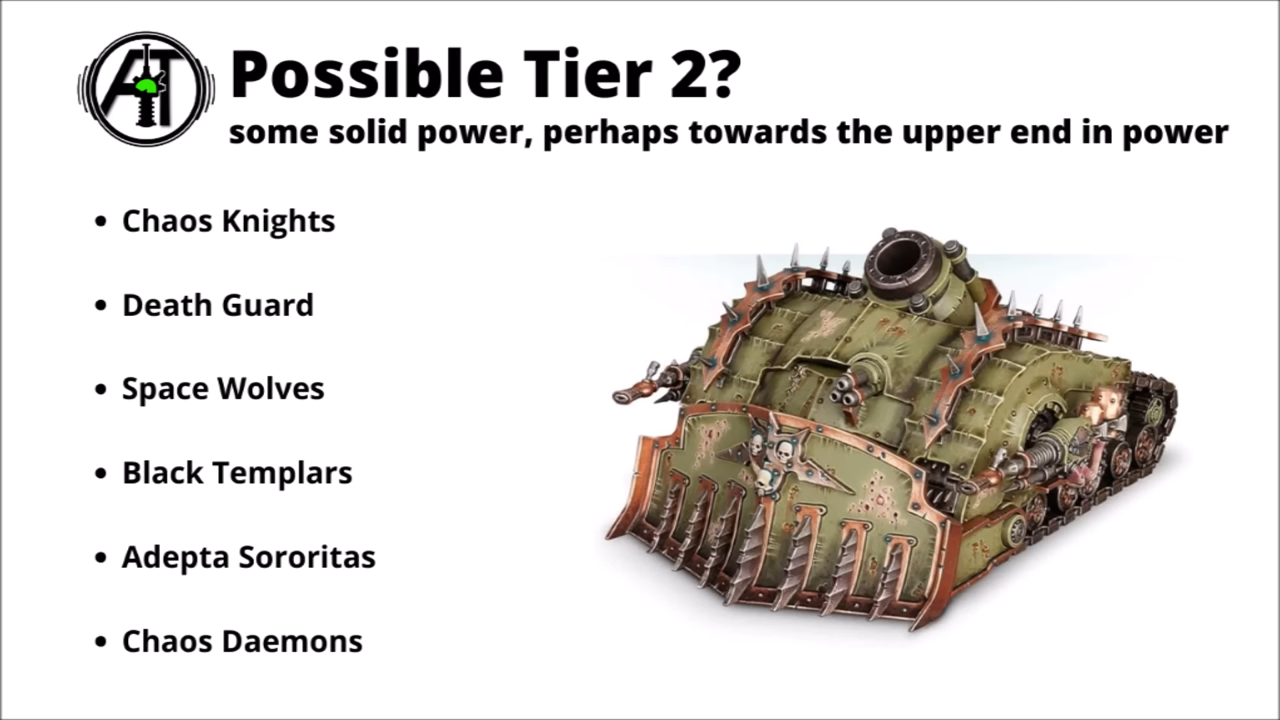 AT
Possible Tier 2?
some solid power, perhaps towards the upper end in power
• Chaos Knights
• Death Guard
• Space Wolves
• Black Templars
• Adepta Sororitas
• Chaos Daemons